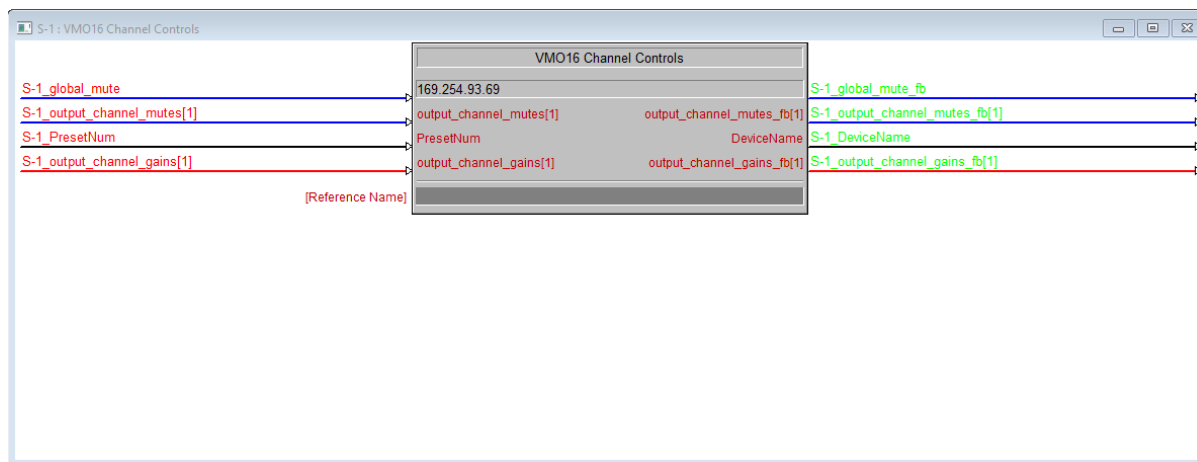 S-1 : VMO16 Channel Controls
VMO16 Channel Controls
S-1_global_mute
169.254.93.69
S-1_global_mute_fb
S-1_output_channel_mutes[1]
output_channel_mutes[1]
output_channel_mutes_fb[1]
S-1_output_channel_mutes_fb[1]
S-1_PresetNum
PresetNum
DeviceName
S-1_DeviceName
S-1_output_channel_gains[1]
output_channel_gains[1]
output_channel_gains_fb[1]
S-1_output_channel_gains_fb[1]
[Reference Name]